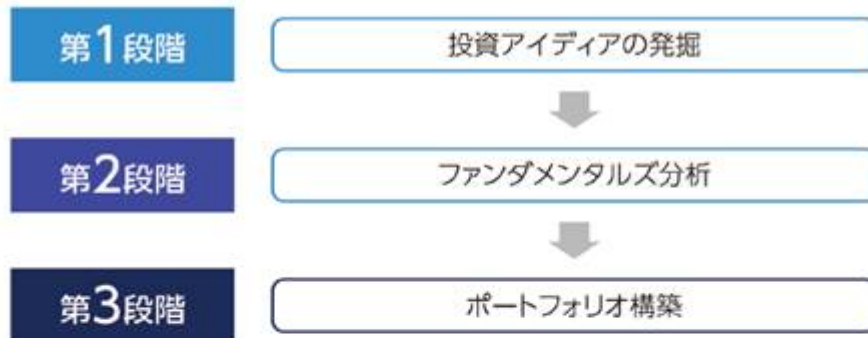 第1段階
投資アイディアの発掘
第2段階
ファンダメンタルズ分析
第3段階
ポートフォリオ構築